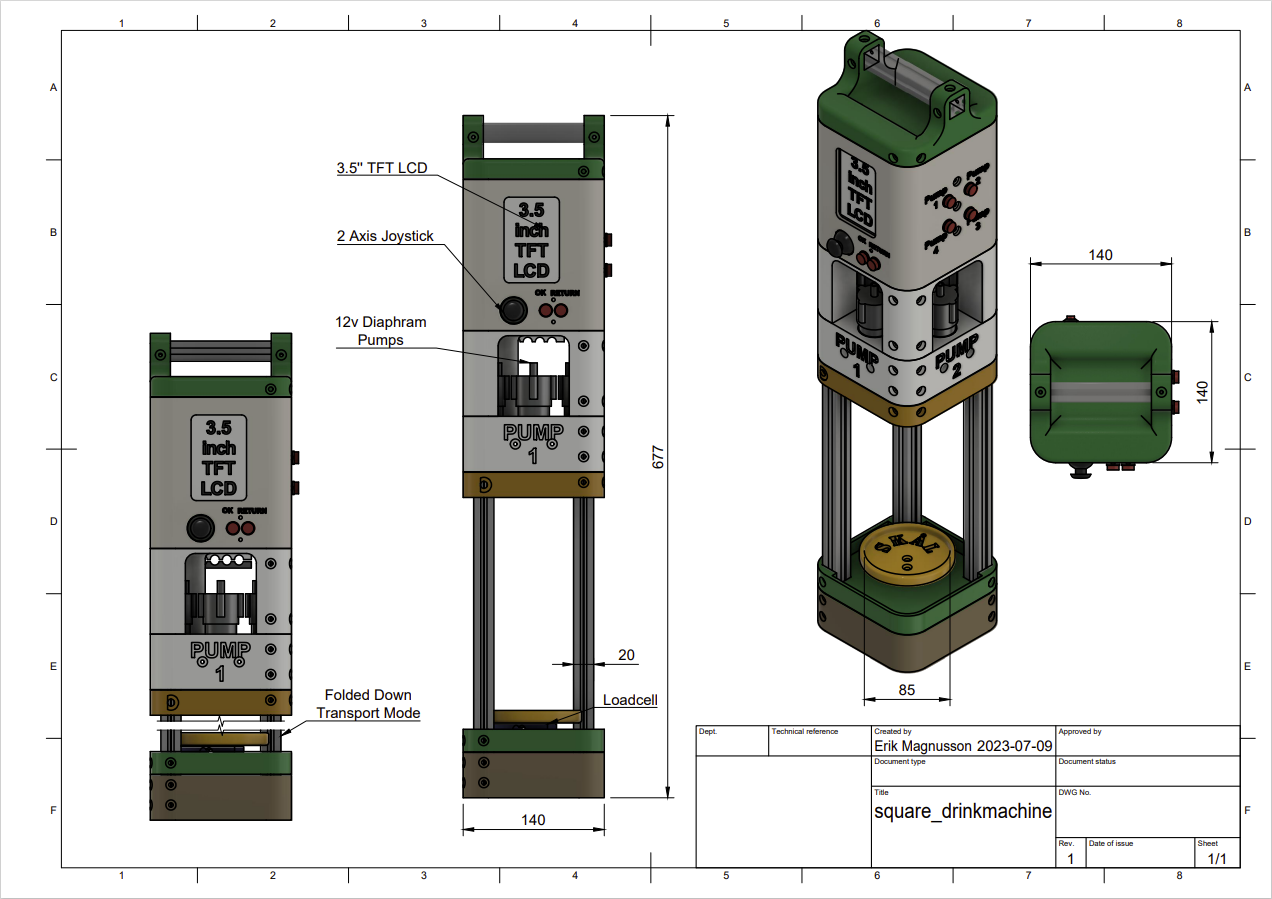 1 2 3 4 5 6 7 8
A A
B B
C C
D D
E E
F F
1 2 3 4 5 6 7 8
3.5" TFT LCD
2 Axis Joystick
12v Diaphram
Pumps
3.5
inch
TFT
LCD
OK RETURN
PUMP
1
677
20
Loadcell
140
3.5
inch
TFT
LCD
OK RETURN
PUMP
1
Folded Down
Transport Mode
3.5
inch
TFT
LCD
OK RETURN
Pump
1
Pump
2
Pump
3
Pump
4
PUMP
1
PUMP
2
SKÅL
85
140
140
Dept.
Technical reference
Created by
Erik Magnusson 2023-07-09
Approved by
Document type
Document status
Title
square_drinkmachine
DWG No.
Rev.
1
Date of issue
Sheet
1/1